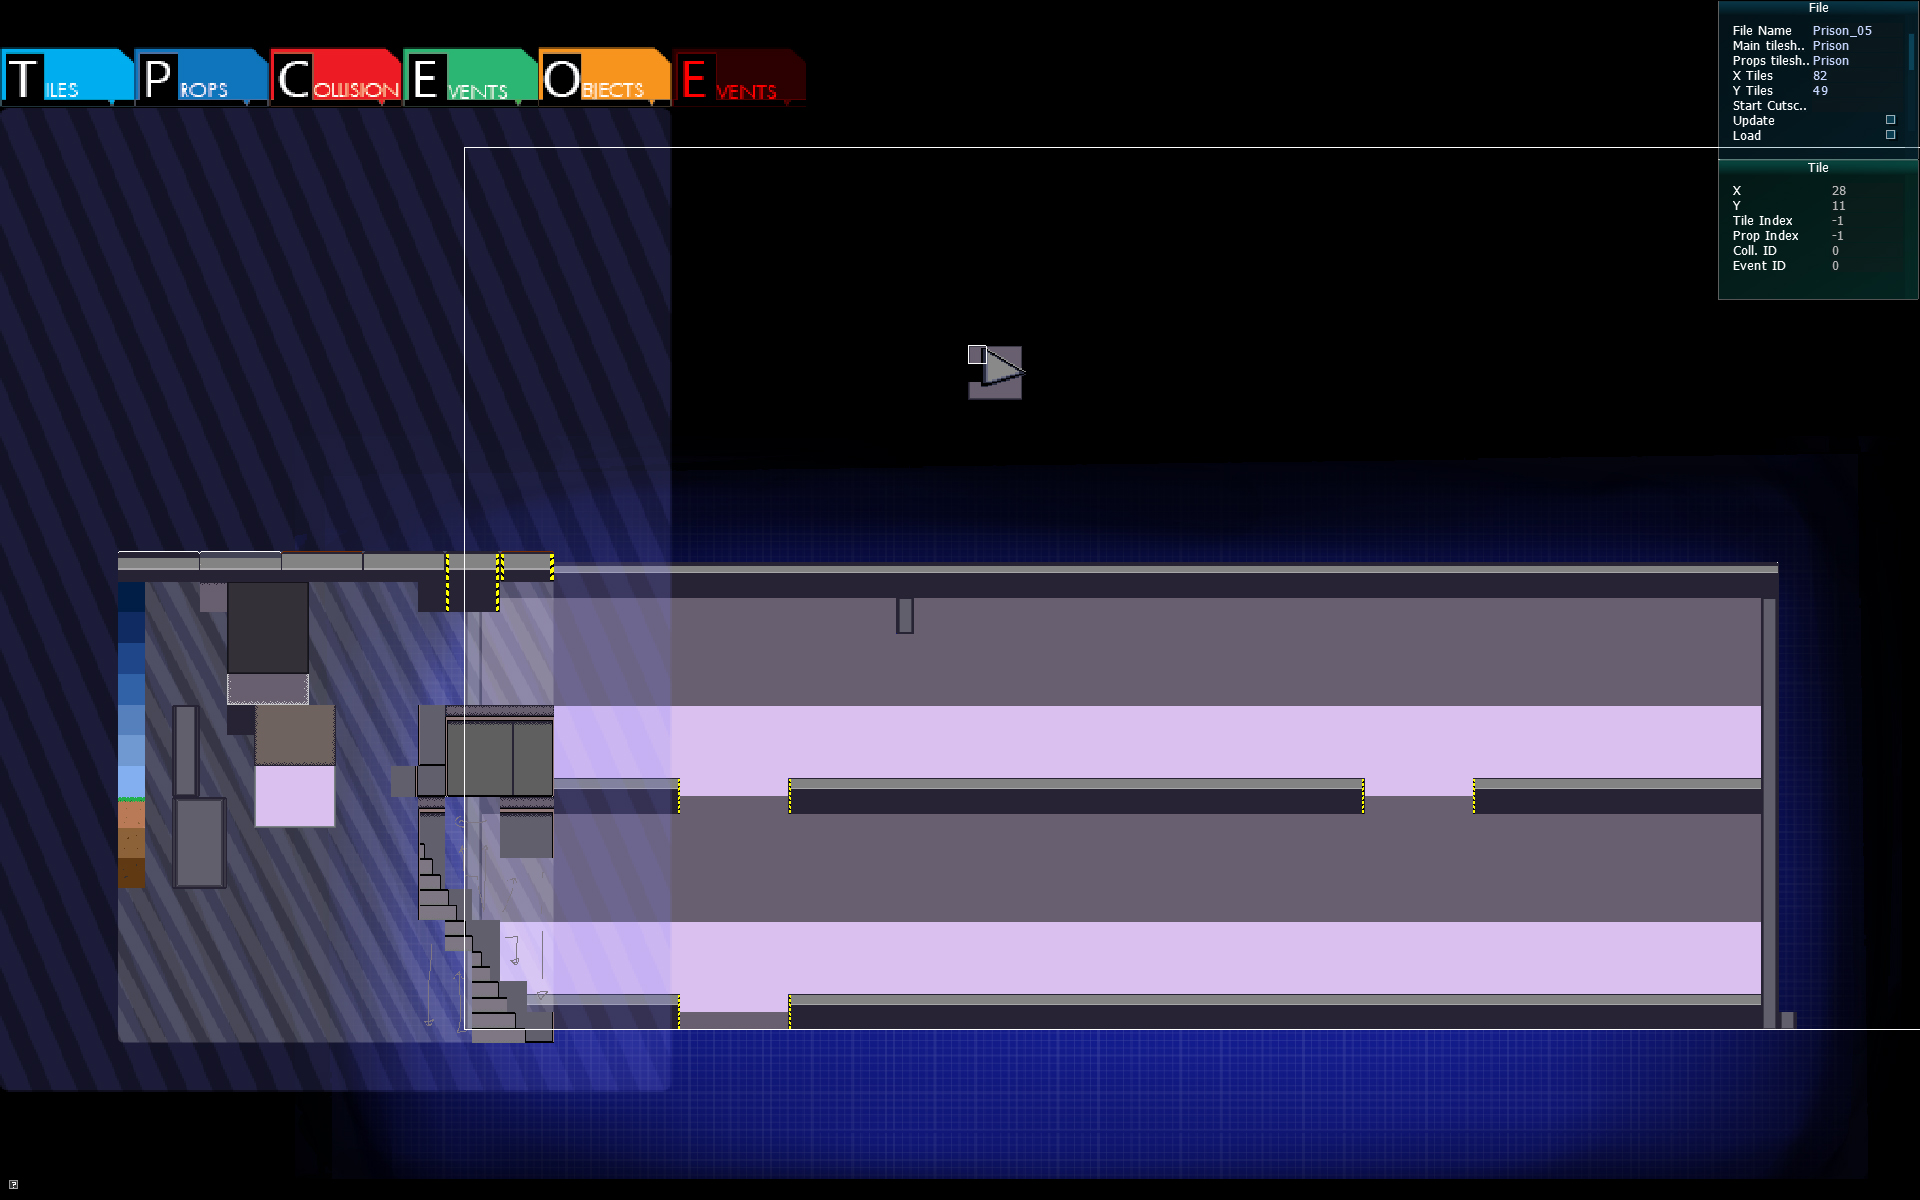 TILES PROPS COLLISION EVENTS OBJECTS EVENTS
File
File Name Prison_05
Main tilesh.. Prison
Props tilesh.. Prison
X Tiles 82
Y Tiles 49
Start Cutsc..
Update
Load
Tile
X 28
Y 11
Tile Index -1
Prop Index -1
Coll. ID 0
Event ID 0
?